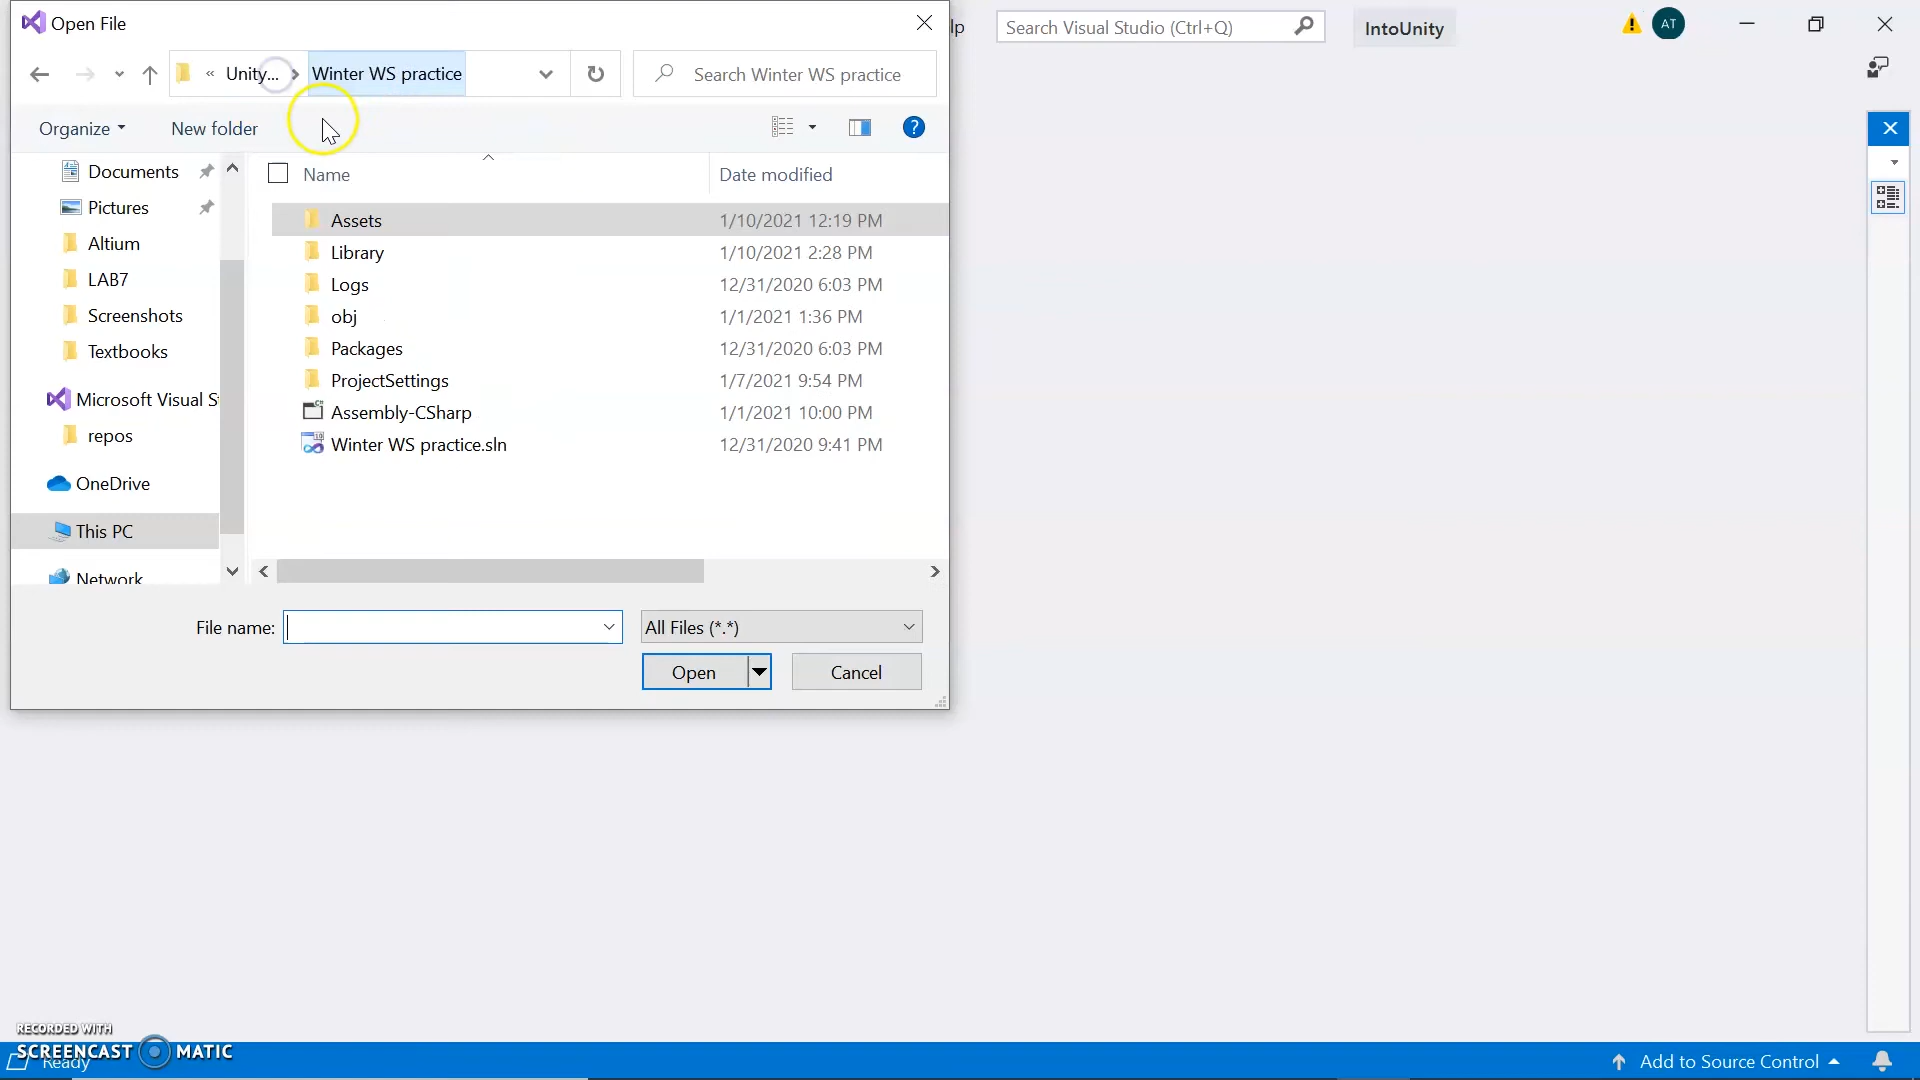 Open File
lp
Search Visual Studio (Ctrl+Q)
IntoUnity
AT
« Unity... > Winter WS practice
Search Winter WS practice
Organize
New folder
?
Name
Date modified
Documents
Pictures
Altium
LAB7
Screenshots
Textbooks
Microsoft Visual S
repos
OneDrive
This PC
Network
Assets 1/10/2021 12:19 PM
Library 1/10/2021 2:28 PM
Logs 12/31/2020 6:03 PM
obj 1/1/2021 1:36 PM
Packages 12/31/2020 6:03 PM
ProjectSettings 1/7/2021 9:54 PM
Assembly-CSharp 1/1/2021 10:00 PM
Winter WS practice.sln 12/31/2020 9:41 PM
File name:
All Files (*.*)
Open
Cancel
RECORDED WITH
SCREENCAST MATIC
Ready
Add to Source Control